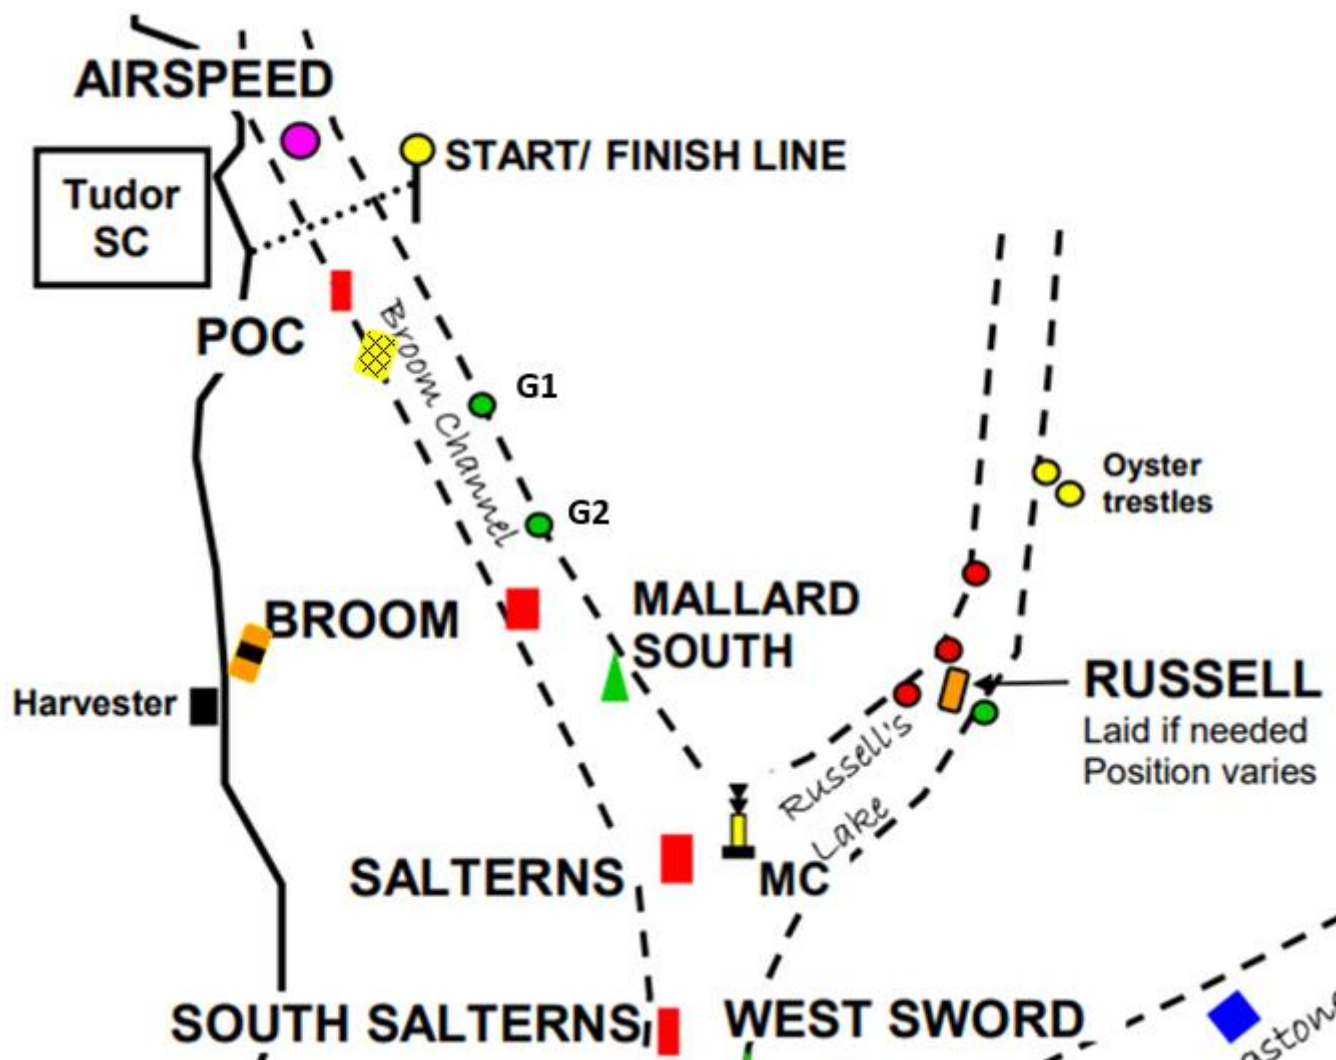 AIRSPEED
START/ FINISH LINE
Tudor
SC
POC
Broom Channel
G1
G2
Oyster
trestles
BROOM
MALLARD
SOUTH
Harvester
RUSSELL
Laid if needed
Position varies
Russell's
Lake
SALTERNS
MC
SOUTH SALTERNS
WEST SWORD